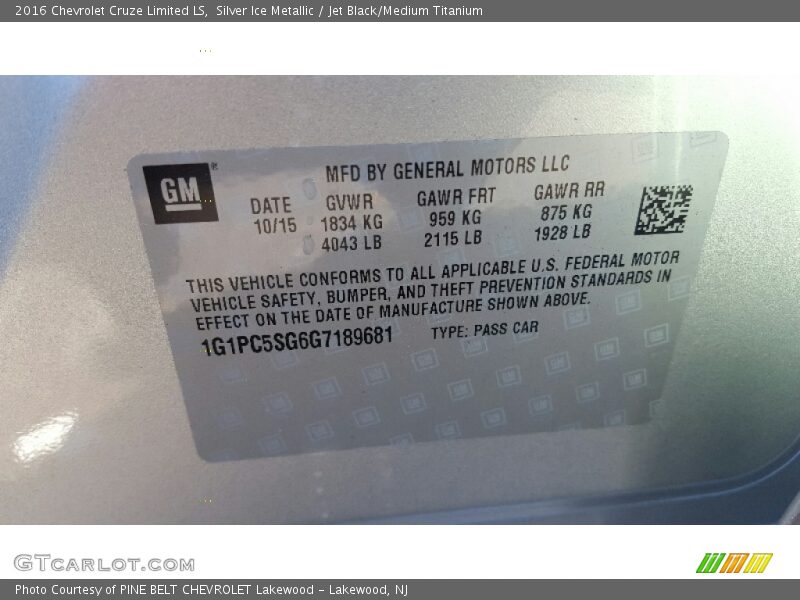 2016 Chevrolet Cruze Limited LS,  Silver Ice Metallic / Jet Black/Medium Titanium
GM ®
MFD BY GENERAL MOTORS LLC
DATE GVWR GAWR FRT GAWR RR
10/15 1834 KG 959 KG 875 KG
4043 LB 2115 LB 1928 LB
THIS VEHICLE CONFORMS TO ALL APPLICABLE U.S. FEDERAL MOTOR
VEHICLE SAFETY, BUMPER, AND THEFT PREVENTION STANDARDS IN
EFFECT ON THE DATE OF MANUFACTURE SHOWN ABOVE.
1G1PC5SG6G7189681 TYPE: PASS CAR
GTCARLOT.COM
Photo Courtesy of PINE BELT CHEVROLET Lakewood - Lakewood, NJ